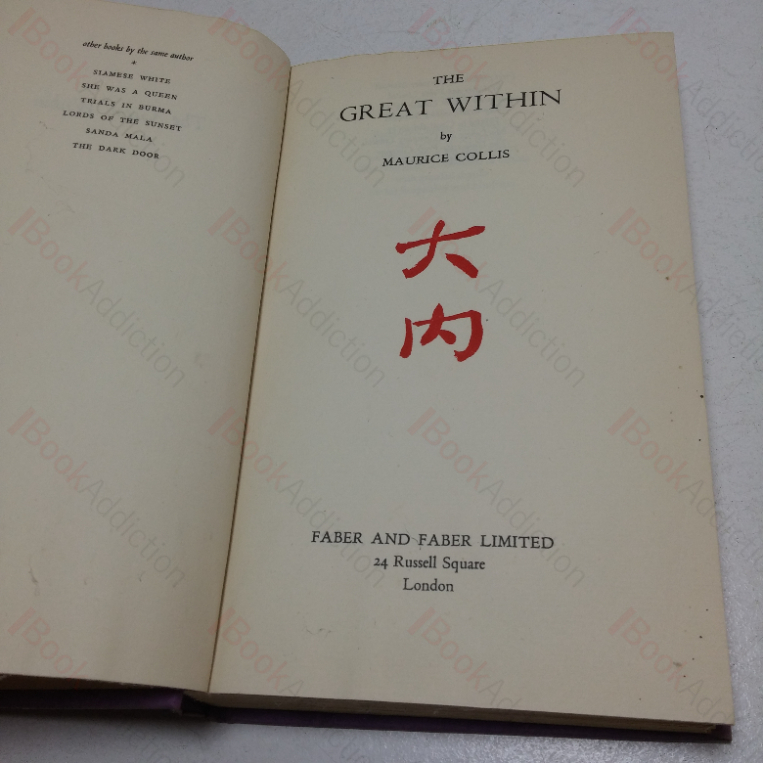 other books by the same author
*
SIAMESE WHITE
SHE WAS A QUEEN
TRIALS IN BURMA
LORDS OF THE SUNSET
SANDA MALA
THE DARK DOOR
THE
GREAT WITHIN
by
MAURICE COLLIS
大
内
FABER AND FABER LIMITED
24 Russell Square
London
BookAddiction